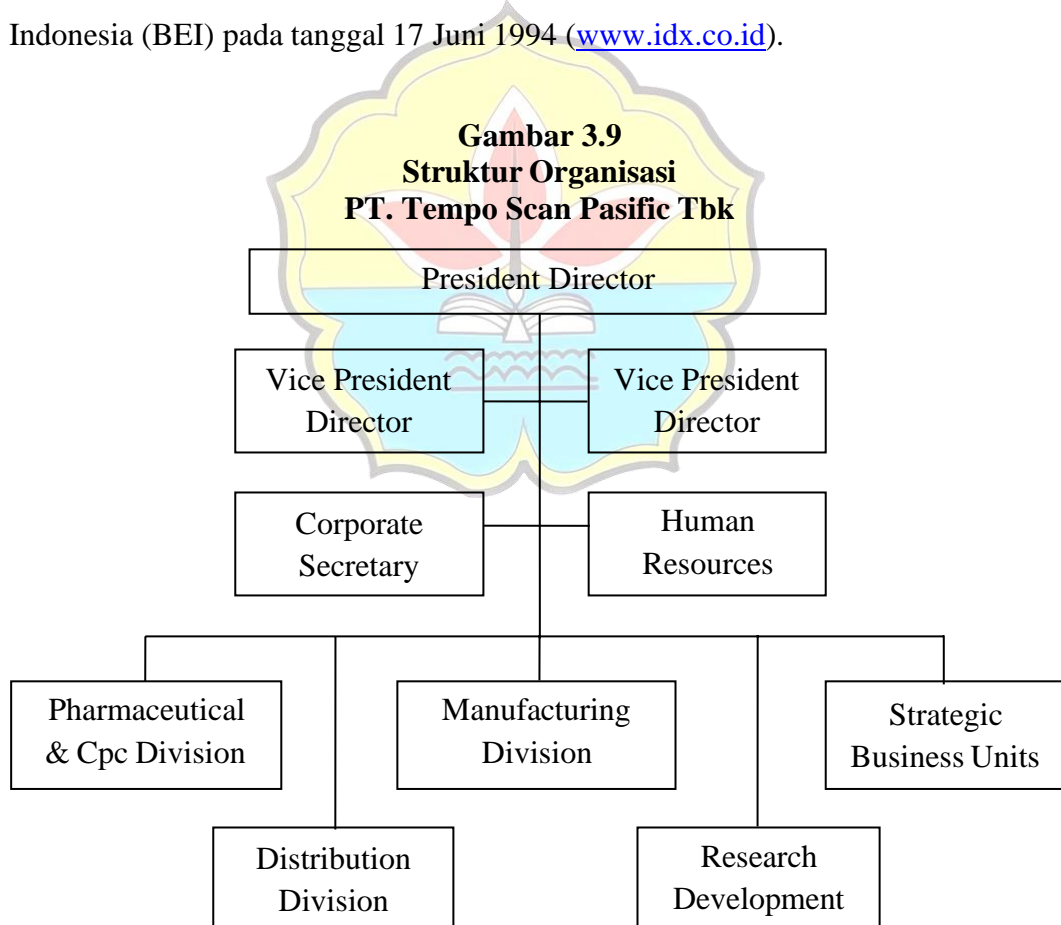 Indonesia (BEI) pada tanggal 17 Juni 1994 (www.idx.co.id).
Gambar 3.9
Struktur Organisasi
PT. Tempo Scan Pasific Tbk
President Director
Vice President
Director
Vice President
Director
Corporate
Secretary
Human
Resources
Pharmaceutical
& Cpc Division
Manufacturing
Division
Strategic
Business Units
Distribution
Division
Research
Development